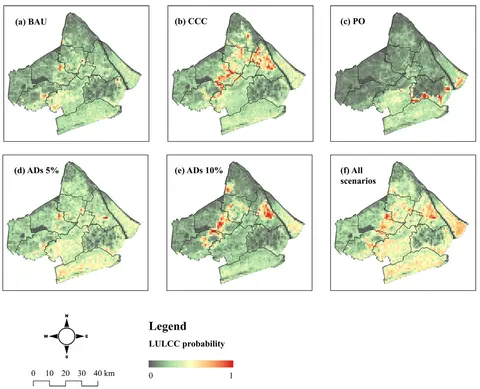 (a) BAU
(b) CCC
(c) PO
(d) ADs 5%
(e) ADs 10%
(f) All
scenarios
N
W E
S
Legend
LULCC probability
0 10 20 30 40 km
0 1